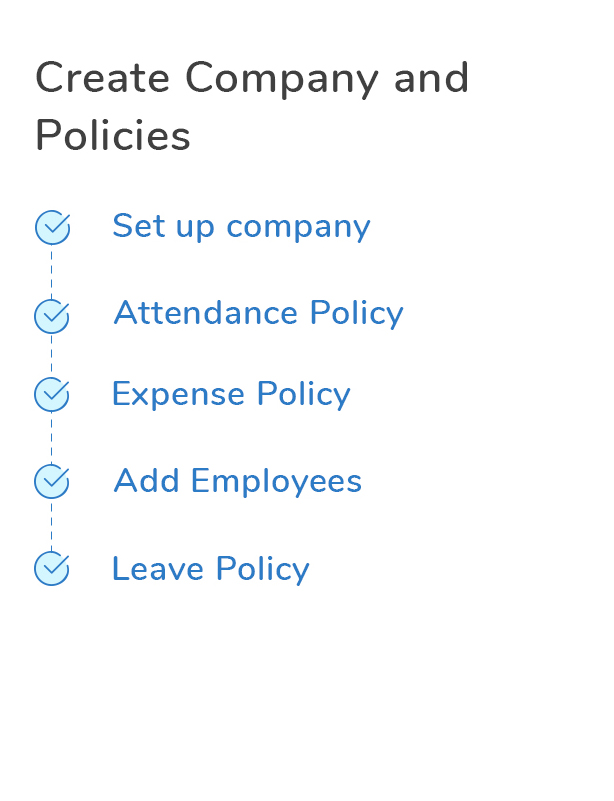 Create Company and
Policies
Set up company
Attendance Policy
Expense Policy
Add Employees
Leave Policy